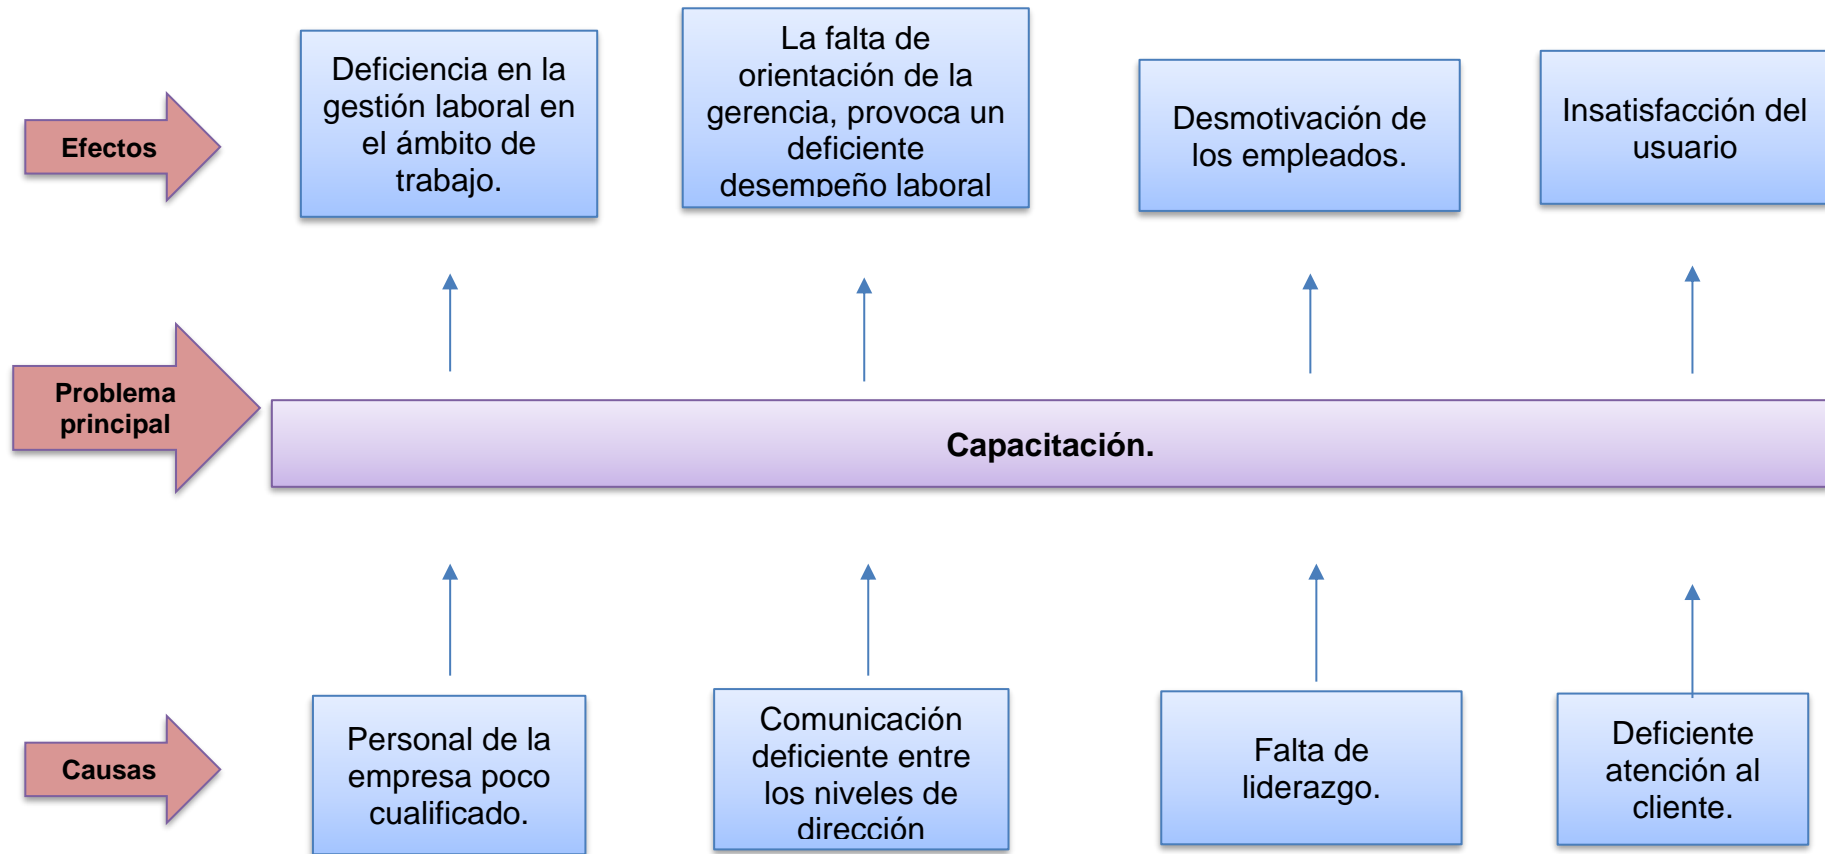 Efectos
Deficiencia en la
gestión laboral en
el ámbito de
trabajo.
La falta de
orientación de la
gerencia, provoca un
deficiente
desempeño laboral
Desmotivación de
los empleados.
Insatisfacción del
usuario
Problema
principal
Capacitación.
Causas
Personal de la
empresa poco
cualificado.
Comunicación
deficiente entre
los niveles de
dirección
Falta de
liderazgo.
Deficiente
atención al
cliente.